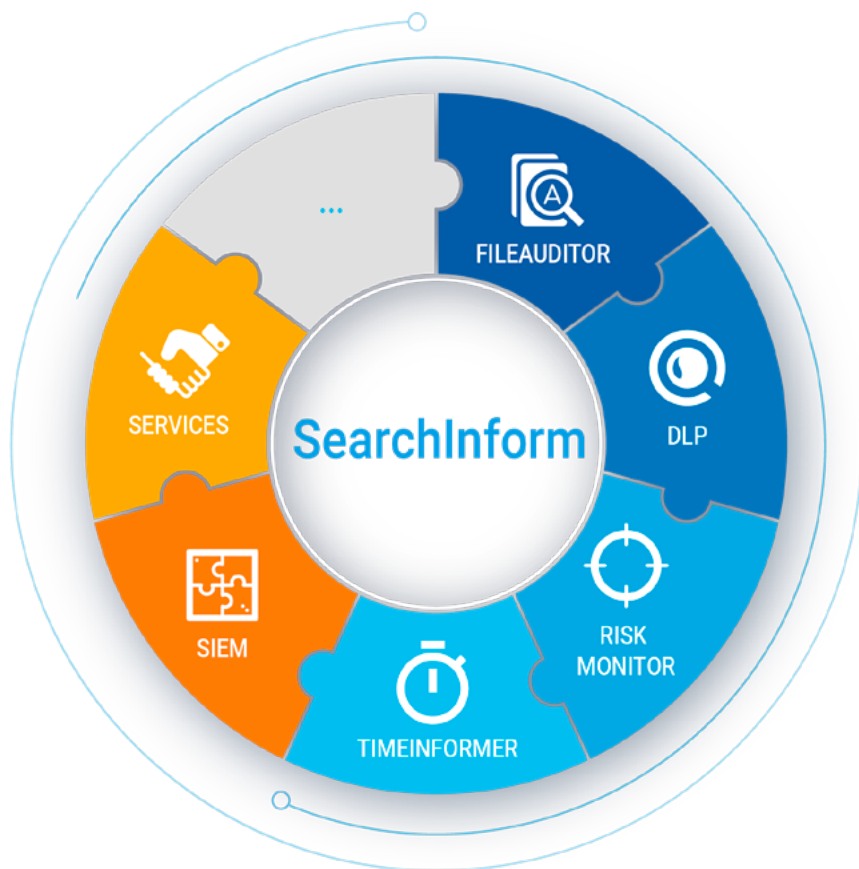 ...
FILEAUDITOR
SERVICES
DLP
SearchInform
SIEM
RISK
MONITOR
TIMEINFORMER
A